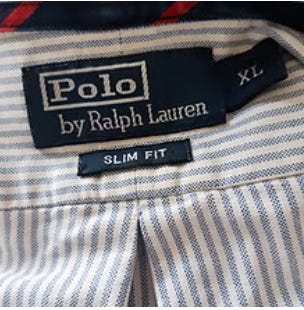 Polo
by Ralph Lauren
XL
SLIM FIT